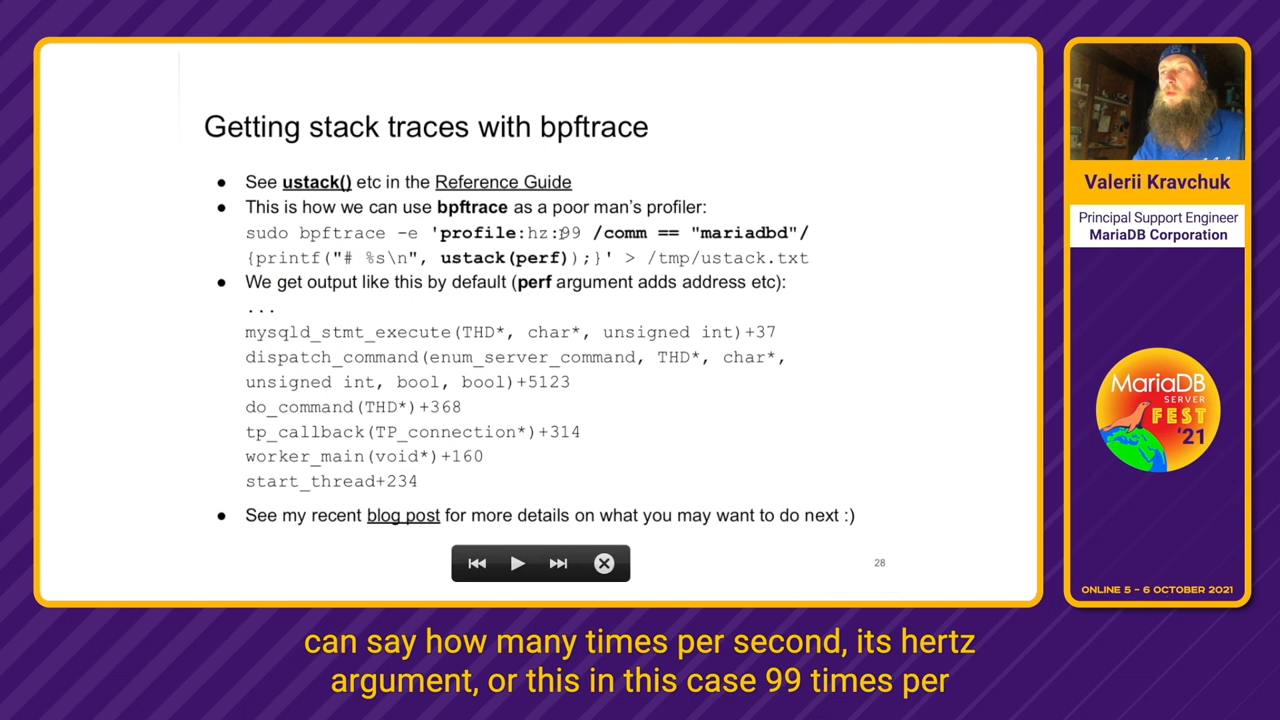 Getting stack traces with bpftrace
● See ustack() etc in the Reference Guide
● This is how we can use bpftrace as a poor man's profiler:
sudo bpftrace -e 'profile:hz:99 /comm == "mariadbd"/
{printf("# %s\n", ustack(perf));}' > /tmp/ustack.txt
● We get output like this by default (perf argument adds address etc):
...
mysqld_stmt_execute(THD*, char*, unsigned int)+37
dispatch_command(enum_server_command, THD*, char*,
unsigned int, bool, bool)+5123
do_command(THD*)+368
tp_callback(TP_connection*)+314
worker_main(void*)+160
start_thread+234
● See my recent blog post for more details on what you may want to do next :)
28
Valerii Kravchuk
Principal Support Engineer
MariaDB Corporation
MariaDB
SERVER
FEST
'21
ONLINE 5 - 6 OCTOBER 2021
can say how many times per second, its hertz
argument, or this in this case 99 times per